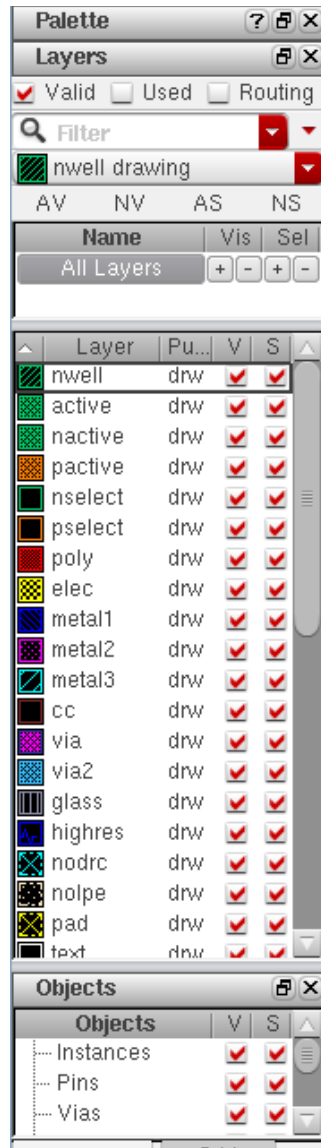 Palette ?
Layers
Valid Used Routing
Filter
nwell drawing
AV NV AS NS
Name Vis Sel
All Layers + - + -
Layer Pu... V S
nwell drw
active drw
nactive drw
pactive drw
nselect drw
pselect drw
poly drw
elec drw
metal1 drw
metal2 drw
metal3 drw
cc drw
via drw
via2 drw
glass drw
highres drw
nodrc drw
nolpe drw
pad drw
text drw
Objects
Objects V S
Instances
Pins
Vias